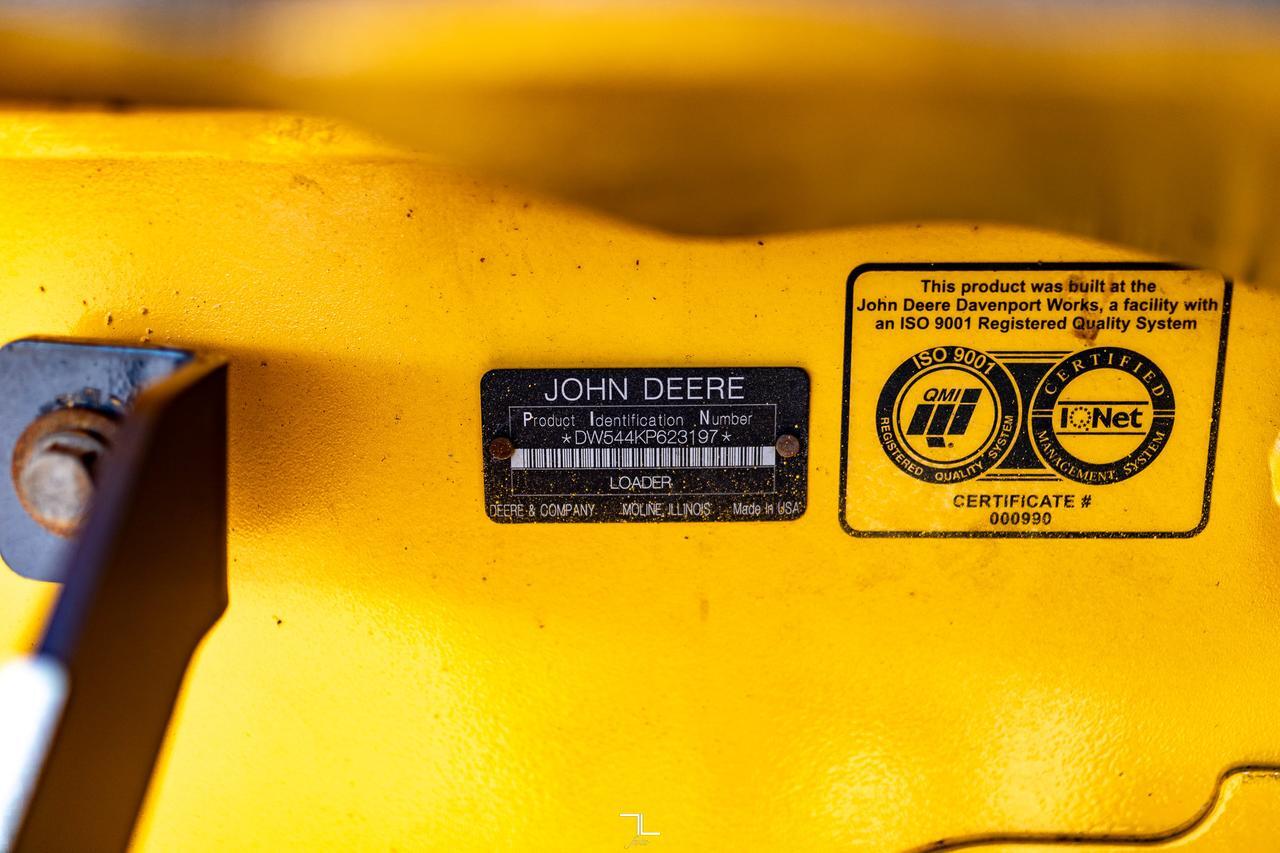 JOHN DEERE
Product Identification Number
*DW544KP623197*
LOADER
DEERE & COMPANY MOLINE, ILLINOIS Made In USA
This product was built at the
John Deere Davenport Works, a facility with
an ISO 9001 Registered Quality System
ISO 9001
QMI
REGISTERED QUALITY SYSTEM
CERTIFIED
IQNet
MANAGEMENT SYSTEM
CERTIFICATE #
000990